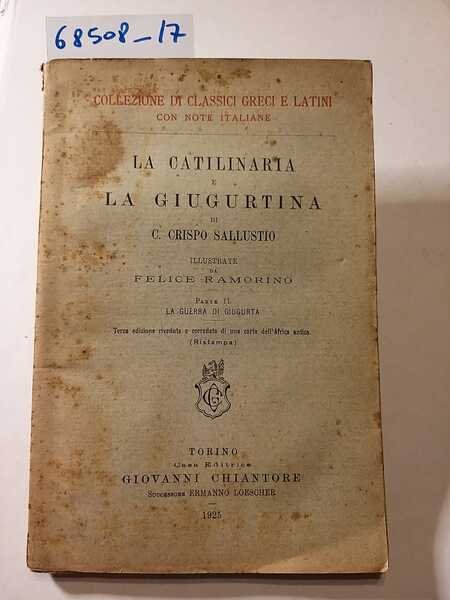 68508_17
COLLEZIONE DI CLASSICI GRECI E LATINI
CON NOTE ITALIANE
LA CATILINARIA
E
LA GIUGURTINA
DI
C. CRISPO SALLUSTIO
ILLUSTRATE
DA
FELICE RAMORINO
PARTE II
LA GUERRA DI GIUGURTA
Terza edizione riveduta e corredata di una carta dell'Africa antica.
(Ristampa)
GC
TORINO
Casa Editrice
GIOVANNI CHIANTORE
SUCCESSORE ERMANNO LOESCHER
1925